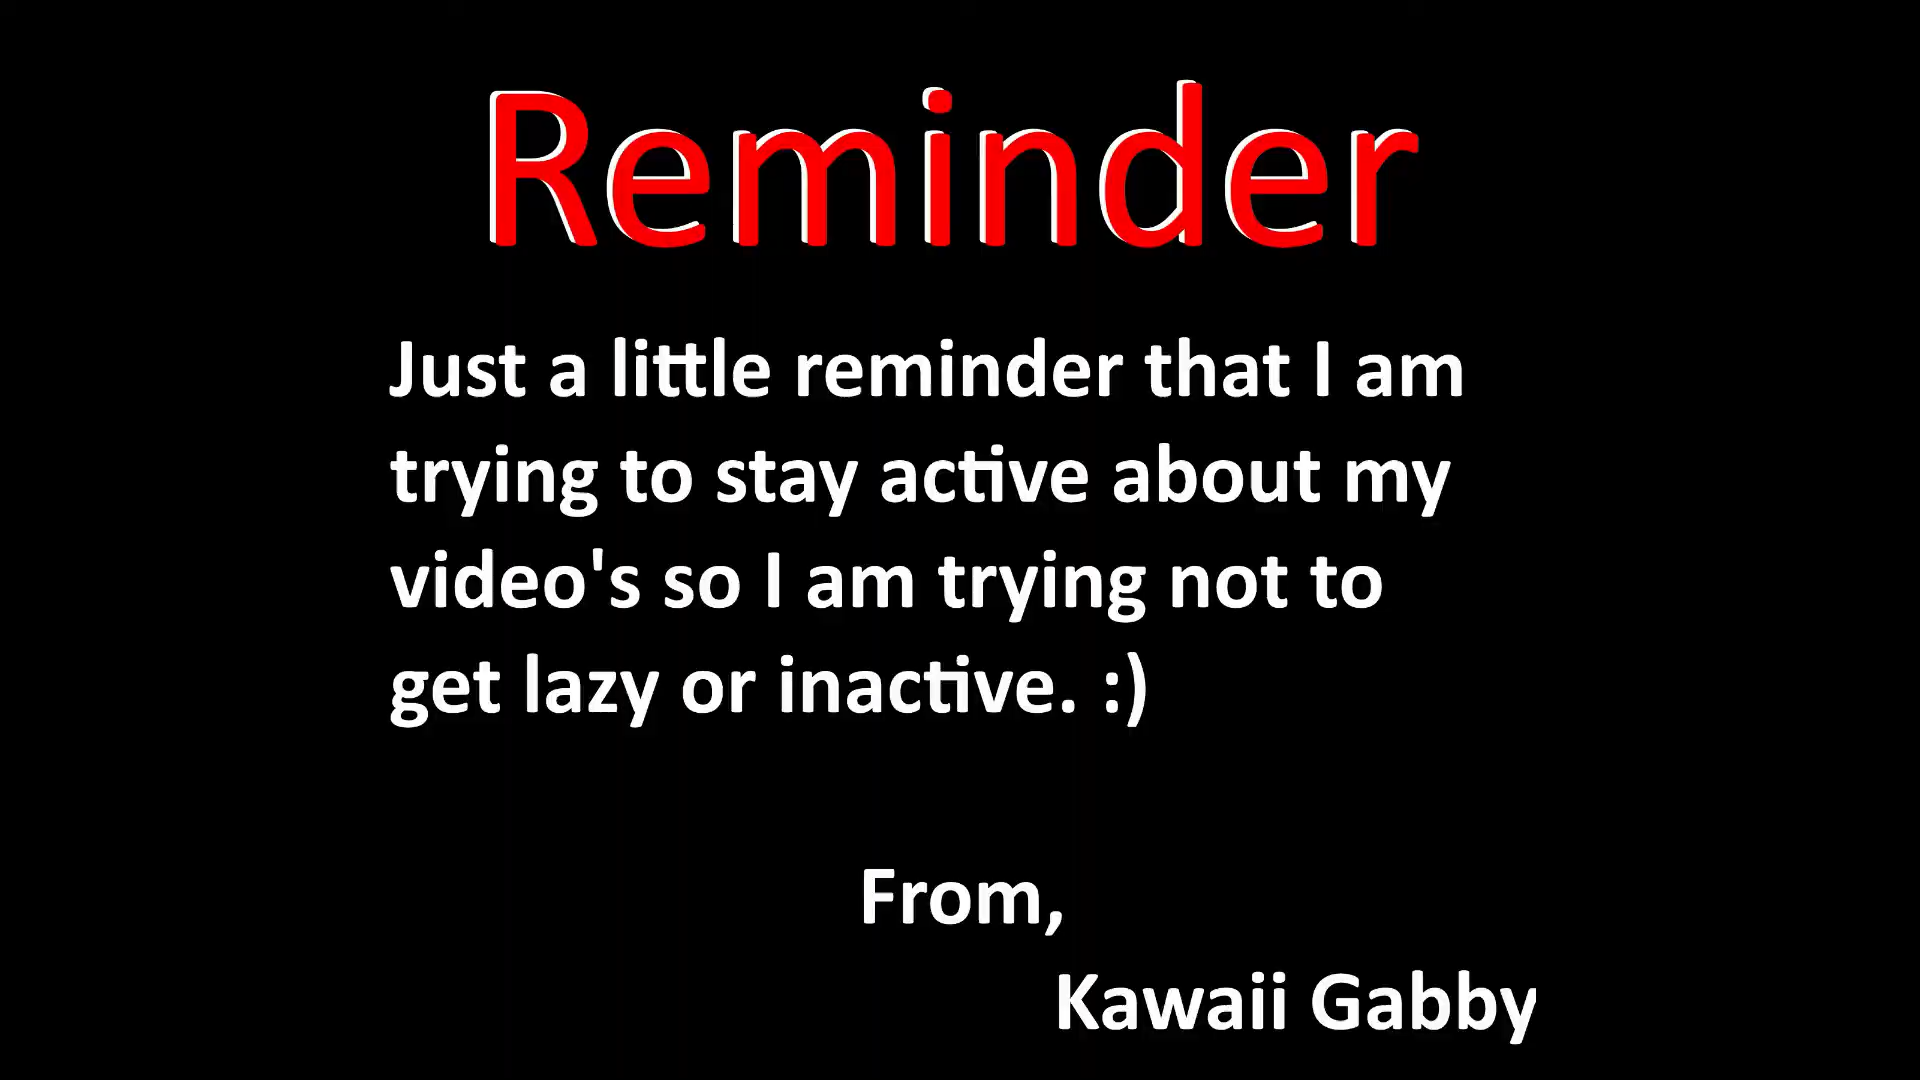 Reminder
Just a little reminder that I am
trying to stay active about my
video's so I am trying not to
get lazy or inactive. :)
From,
Kawaii Gabby